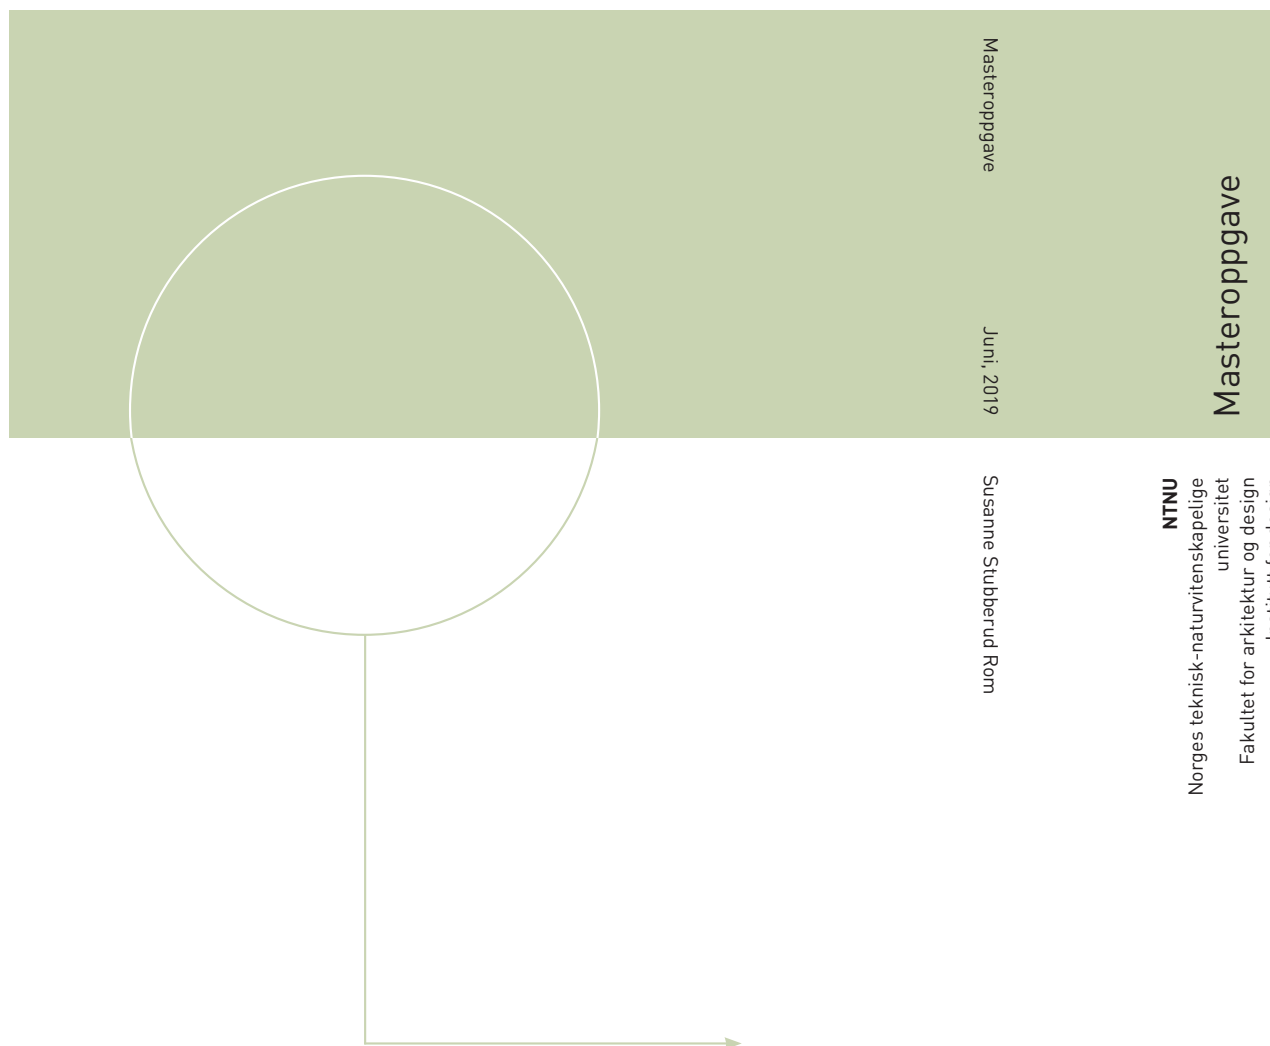 Masteroppgave
Juni, 2019
Susanne Stubberud Rom
Masteroppgave
NTNU
Norges teknisk-naturvitenskapelige
universitet
Fakultet for arkitektur og design